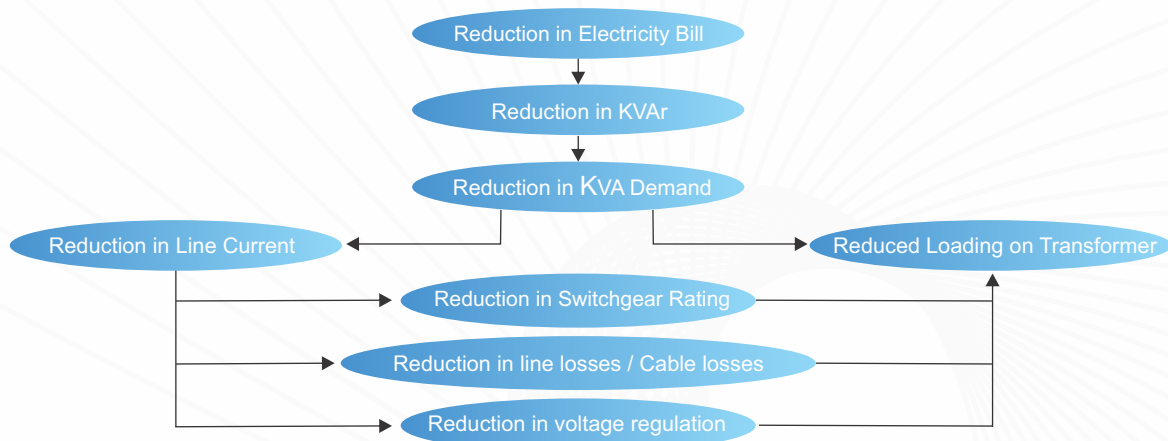 Reduction in Electricity Bill
Reduction in KVAr
Reduction in KVA Demand
Reduction in Line Current
Reduced Loading on Transformer
Reduction in Switchgear Rating
Reduction in line losses / Cable losses
Reduction in voltage regulation